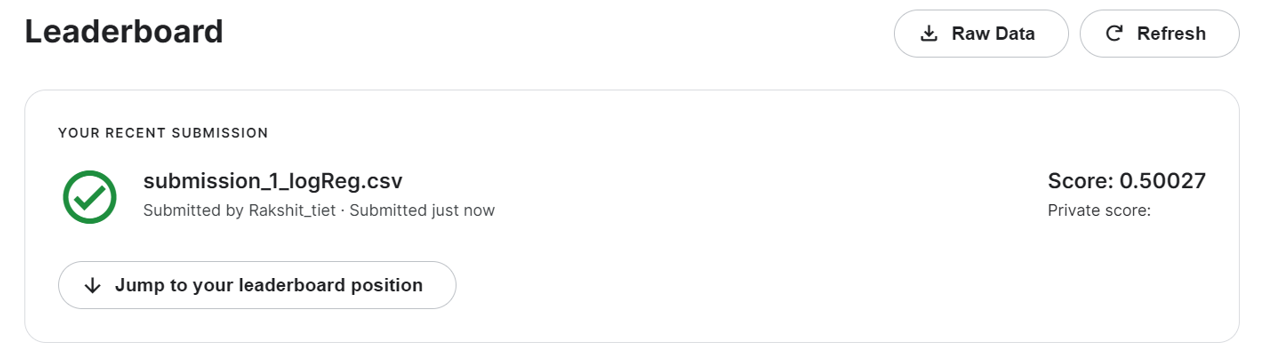 Leaderboard
Raw Data
Refresh
YOUR RECENT SUBMISSION
submission_1_logReg.csv
Score: 0.50027
Submitted by Rakshit_tiet · Submitted just now
Private score:
Jump to your leaderboard position